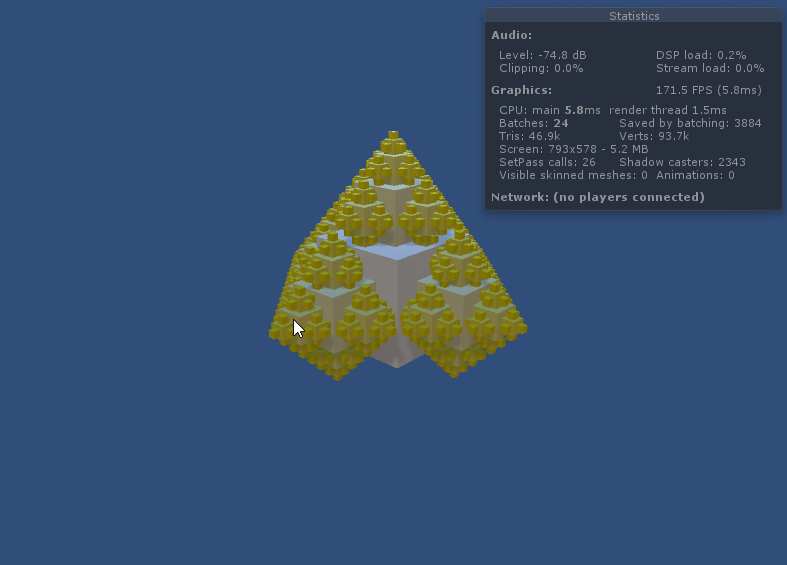 Statistics
Audio:
Level: -74.8 dB DSP load: 0.2%
Clipping: 0.0% Stream load: 0.0%
Graphics: 171.5 FPS (5.8ms)
CPU: main 5.8ms render thread 1.5ms
Batches: 24 Saved by batching: 3884
Tris: 46.9k Verts: 93.7k
Screen: 793x578 - 5.2 MB
SetPass calls: 26 Shadow casters: 2343
Visible skinned meshes: 0 Animations: 0
Network: (no players connected)